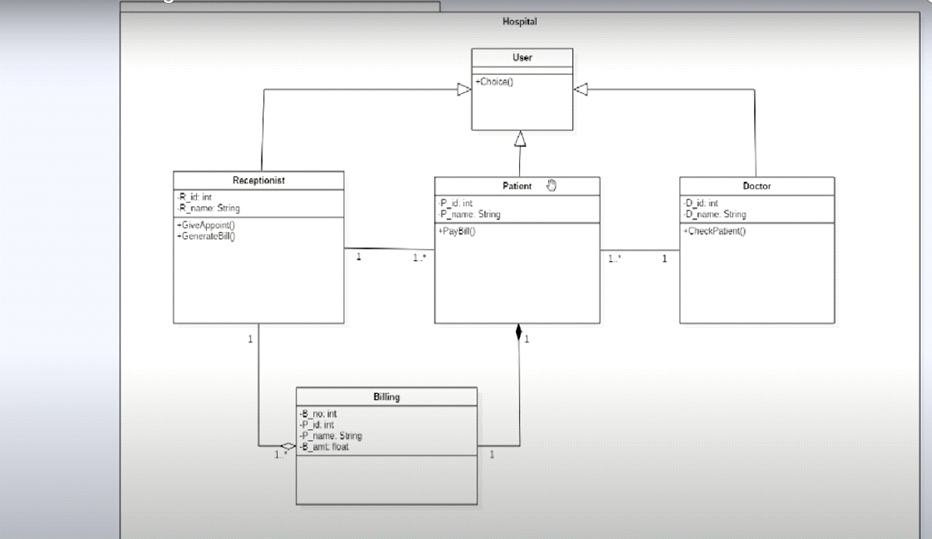 Hospital
User
+Choice()
Receptionist
-R_id: int
-R_name: String
+GiveAppoint()
+GenerateBill()
Patient
-P_id: int
-P_name: String
+PayBill()
Doctor
-D_id: int
-D_name: String
+CheckPatient()
1
1..*
1..*
1
1
1
Billing
-B_no: int
-P_id: int
-P_name: String
-B_amt: float
1..*
1